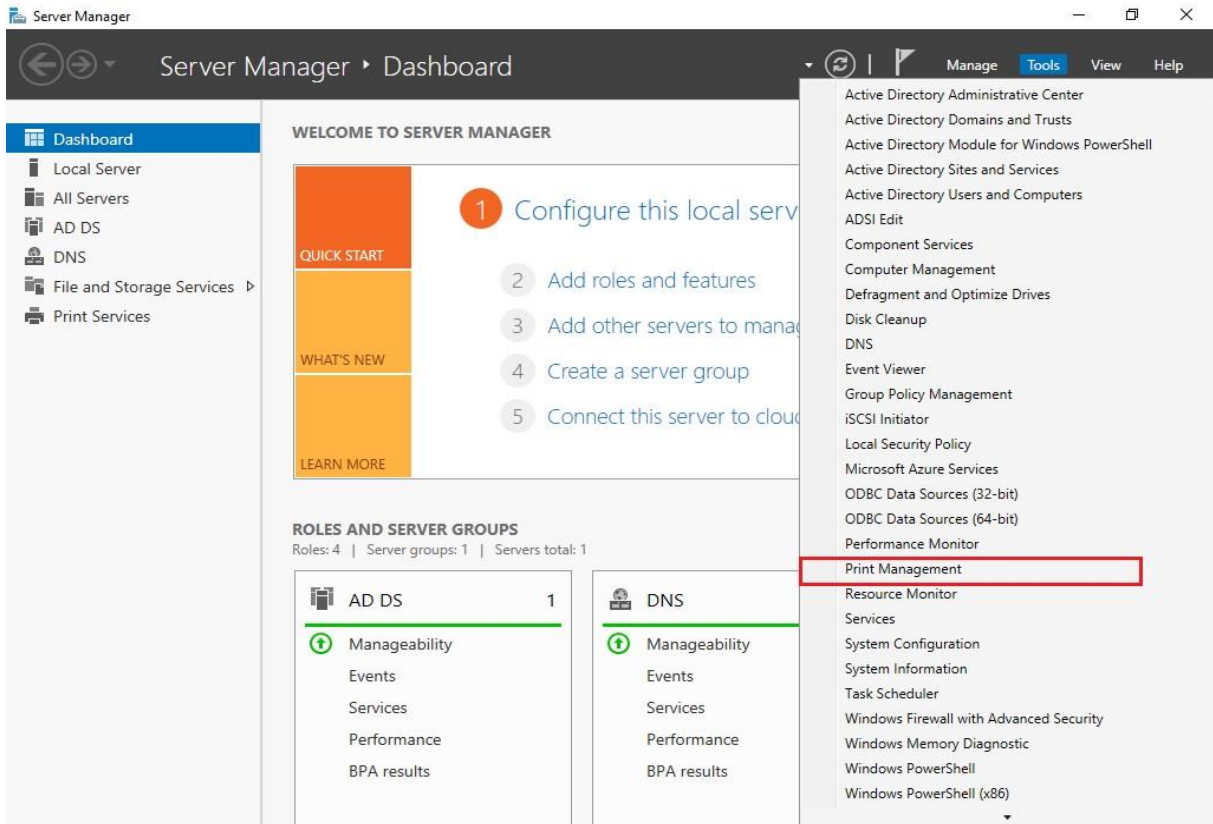 Server Manager
Server Manager • Dashboard
Manage Tools View Help
Dashboard
Local Server
All Servers
AD DS
DNS
File and Storage Services
Print Services
WELCOME TO SERVER MANAGER
QUICK START
WHAT'S NEW
LEARN MORE
1 Configure this local serv
2 Add roles and features
3 Add other servers to manag
4 Create a server group
5 Connect this server to cloud
ROLES AND SERVER GROUPS
Roles: 4 | Server groups: 1 | Servers total: 1
AD DS 1
Manageability
Events
Services
Performance
BPA results
DNS
Manageability
Events
Services
Performance
BPA results
Active Directory Administrative Center
Active Directory Domains and Trusts
Active Directory Module for Windows PowerShell
Active Directory Sites and Services
Active Directory Users and Computers
ADSI Edit
Component Services
Computer Management
Defragment and Optimize Drives
Disk Cleanup
DNS
Event Viewer
Group Policy Management
iSCSI Initiator
Local Security Policy
Microsoft Azure Services
ODBC Data Sources (32-bit)
ODBC Data Sources (64-bit)
Performance Monitor
Print Management
Resource Monitor
Services
System Configuration
System Information
Task Scheduler
Windows Firewall with Advanced Security
Windows Memory Diagnostic
Windows PowerShell
Windows PowerShell (x86)